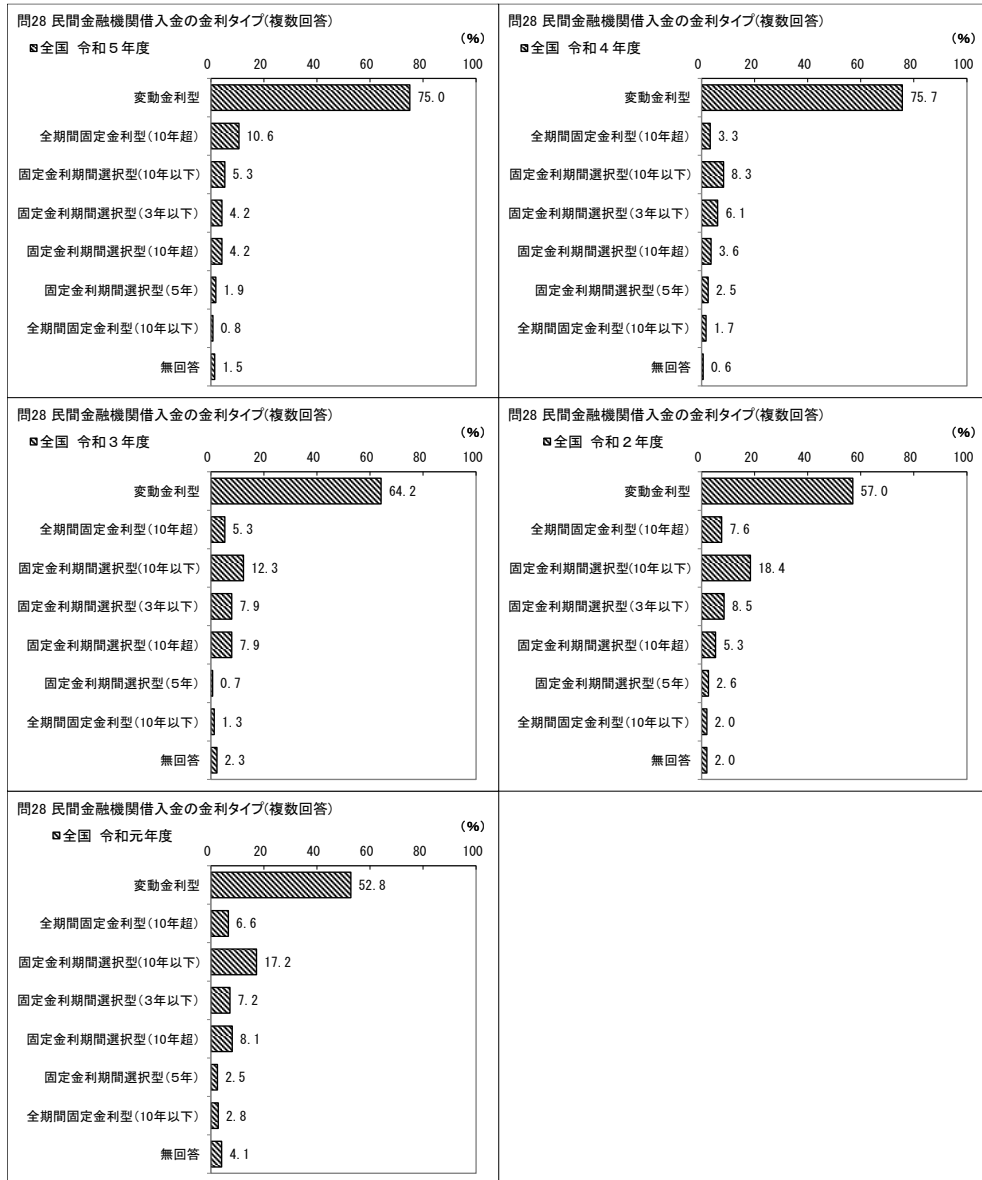 問28 民間金融機関借入金の金利タイプ(複数回答)
(%)
全国 令和５年度
0 20 40 60 80 100
変動金利型 75.0
全期間固定金利型(10年超) 10.6
固定金利期間選択型(10年以下) 5.3
固定金利期間選択型(３年以下) 4.2
固定金利期間選択型(10年超) 4.2
固定金利期間選択型(５年) 1.9
全期間固定金利型(10年以下) 0.8
無回答 1.5
問28 民間金融機関借入金の金利タイプ(複数回答)
(%)
全国 令和４年度
0 20 40 60 80 100
変動金利型 75.7
全期間固定金利型(10年超) 3.3
固定金利期間選択型(10年以下) 8.3
固定金利期間選択型(３年以下) 6.1
固定金利期間選択型(10年超) 3.6
固定金利期間選択型(５年) 2.5
全期間固定金利型(10年以下) 1.7
無回答 0.6
問28 民間金融機関借入金の金利タイプ(複数回答)
(%)
全国 令和３年度
0 20 40 60 80 100
変動金利型 64.2
全期間固定金利型(10年超) 5.3
固定金利期間選択型(10年以下) 12.3
固定金利期間選択型(３年以下) 7.9
固定金利期間選択型(10年超) 7.9
固定金利期間選択型(５年) 0.7
全期間固定金利型(10年以下) 1.3
無回答 2.3
問28 民間金融機関借入金の金利タイプ(複数回答)
(%)
全国 令和２年度
0 20 40 60 80 100
変動金利型 57.0
全期間固定金利型(10年超) 7.6
固定金利期間選択型(10年以下) 18.4
固定金利期間選択型(３年以下) 8.5
固定金利期間選択型(10年超) 5.3
固定金利期間選択型(５年) 2.6
全期間固定金利型(10年以下) 2.0
無回答 2.0
問28 民間金融機関借入金の金利タイプ(複数回答)
(%)
全国 令和元年度
0 20 40 60 80 100
変動金利型 52.8
全期間固定金利型(10年超) 6.6
固定金利期間選択型(10年以下) 17.2
固定金利期間選択型(３年以下) 7.2
固定金利期間選択型(10年超) 8.1
固定金利期間選択型(５年) 2.5
全期間固定金利型(10年以下) 2.8
無回答 4.1